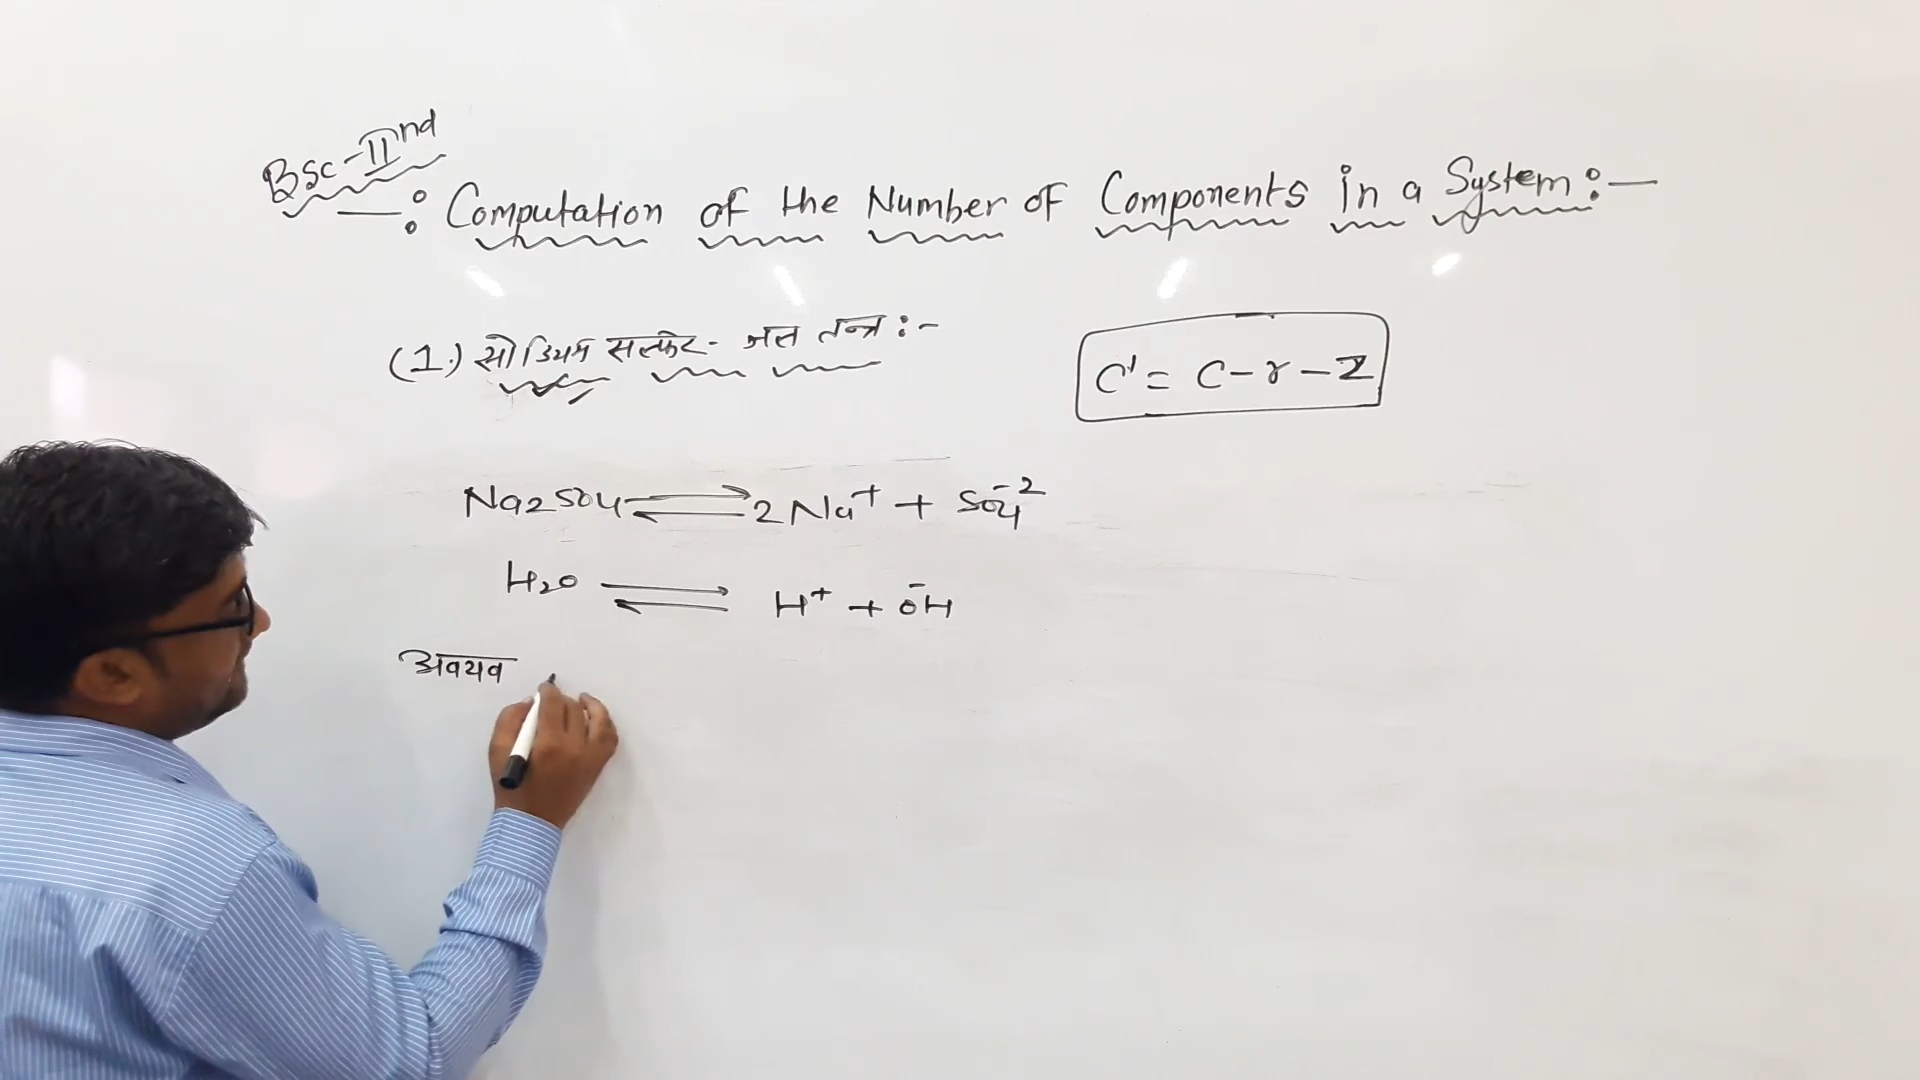 BSc-IInd
—: Computation of the Number of Components in a System :—
(1.) सोडियम सल्फेट- जल तन्त्र :-
C' = C - r - Z
Na2SO4 ⇌ 2Na⁺ + SO4⁻²
H2O ⇌ H⁺ + ŌH
अवयव